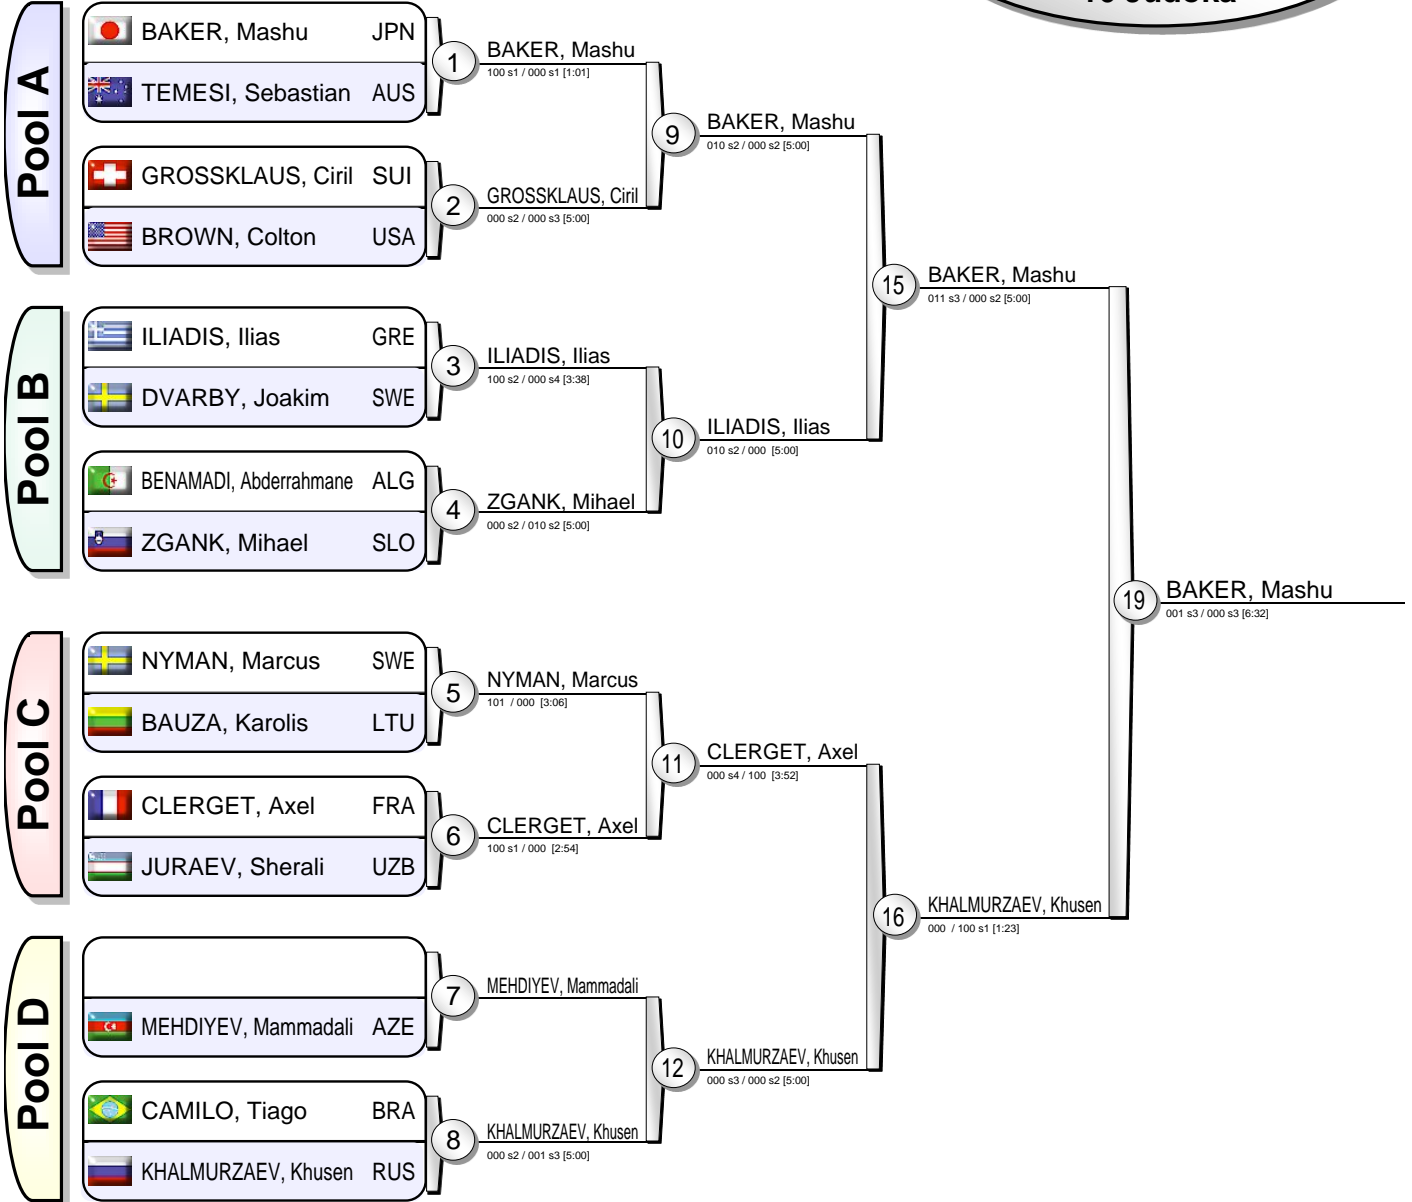 Pool A
BAKER, Mashu JPN
TEMESI, Sebastian AUS
1
BAKER, Mashu
100 s1 / 000 s1 [1:01]
GROSSKLAUS, Ciril SUI
BROWN, Colton USA
2
GROSSKLAUS, Ciril
000 s2 / 000 s3 [5:00]
9
BAKER, Mashu
010 s2 / 000 s2 [5:00]
Pool B
ILIADIS, Ilias GRE
DVARBY, Joakim SWE
3
ILIADIS, Ilias
100 s2 / 000 s4 [3:38]
BENAMADI, Abderrahmane ALG
ZGANK, Mihael SLO
4
ZGANK, Mihael
000 s2 / 010 s2 [5:00]
10
ILIADIS, Ilias
010 s2 / 000 [5:00]
15
BAKER, Mashu
011 s3 / 000 s2 [5:00]
Pool C
NYMAN, Marcus SWE
BAUZA, Karolis LTU
5
NYMAN, Marcus
101 / 000 [3:06]
CLERGET, Axel FRA
JURAEV, Sherali UZB
6
CLERGET, Axel
100 s1 / 000 [2:54]
11
CLERGET, Axel
000 s4 / 100 [3:52]
Pool D
MEHDIYEV, Mammadali AZE
7
MEHDIYEV, Mammadali
CAMILO, Tiago BRA
KHALMURZAEV, Khusen RUS
8
KHALMURZAEV, Khusen
000 s2 / 001 s3 [5:00]
12
KHALMURZAEV, Khusen
000 s3 / 000 s2 [5:00]
16
KHALMURZAEV, Khusen
000 / 100 s1 [1:23]
19
BAKER, Mashu
001 s3 / 000 s3 [6:32]